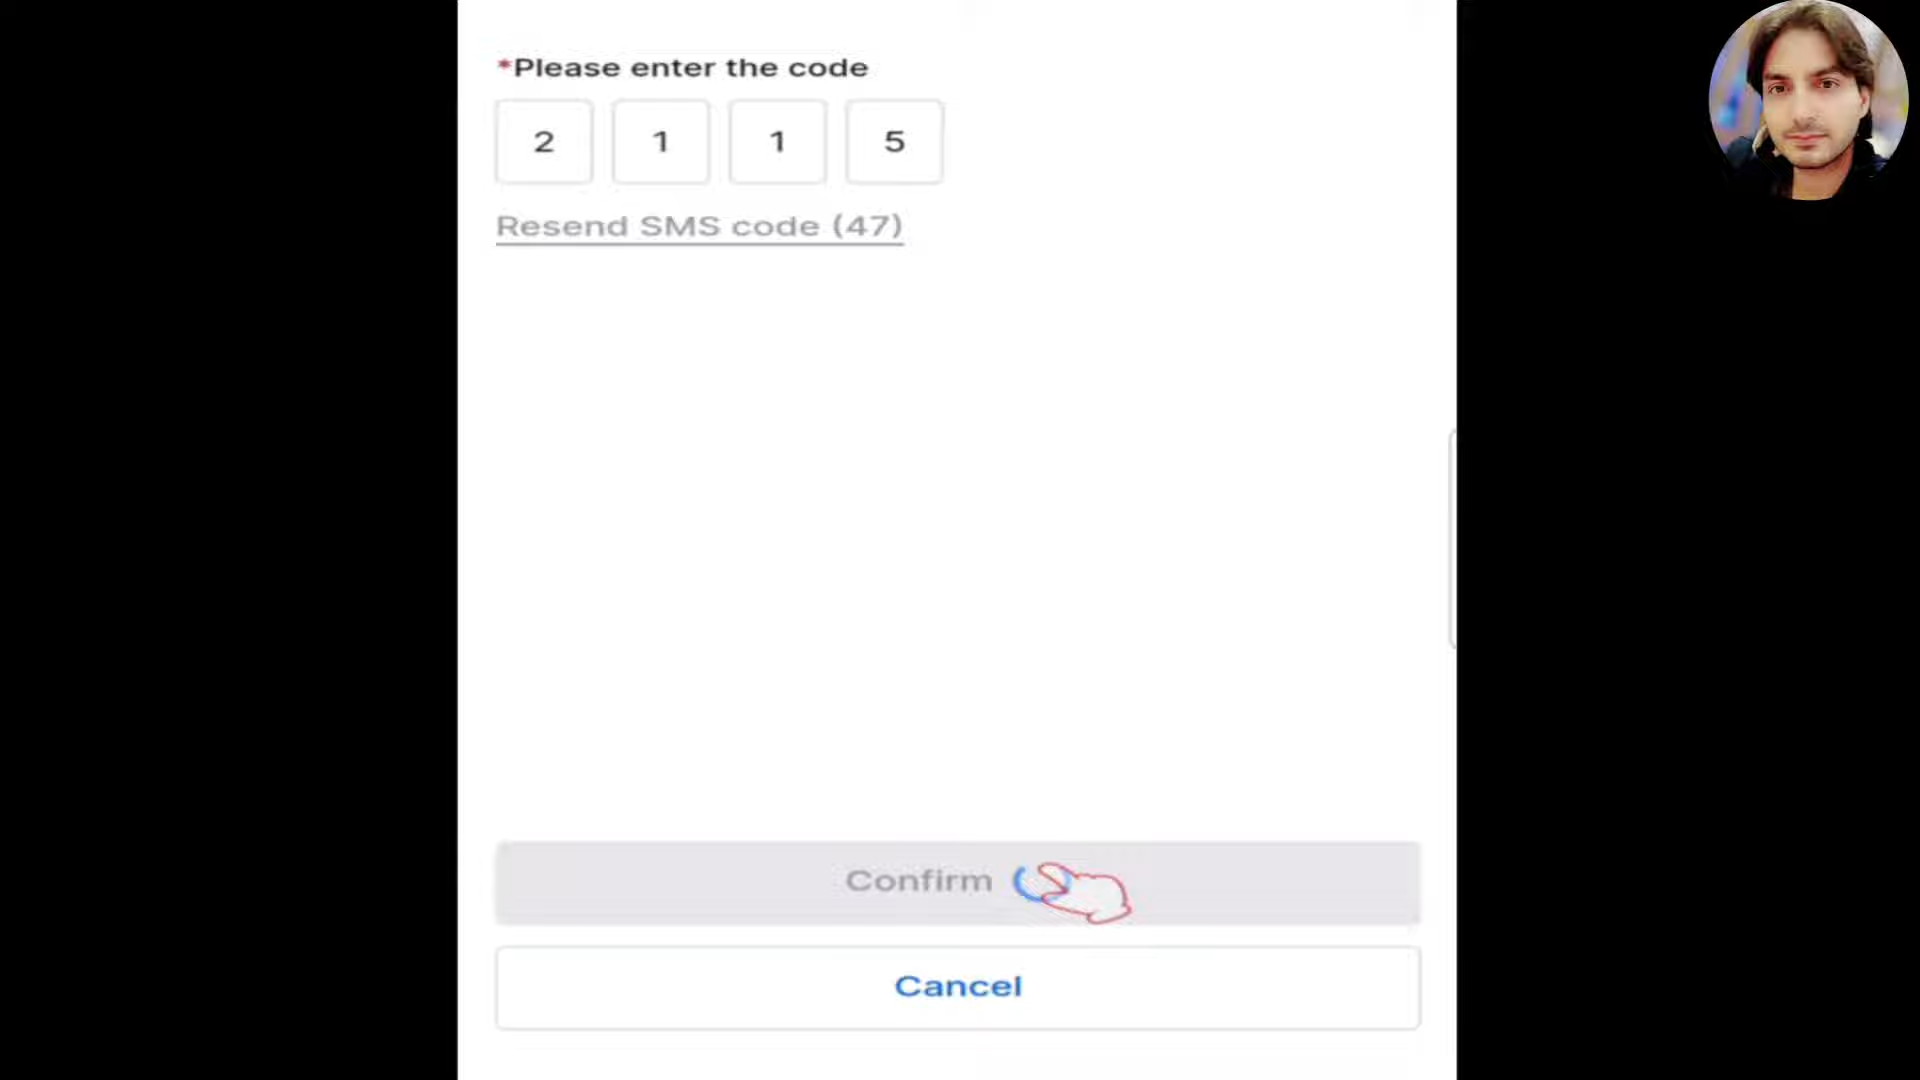 *Please enter the code
2 1 1 5
Resend SMS code (47)
Confirm
Cancel